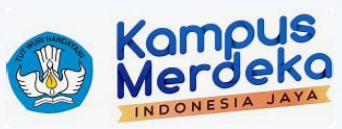 TUT WURI HANDAYANI
Kampus
Merdeka
INDONESIA JAYA